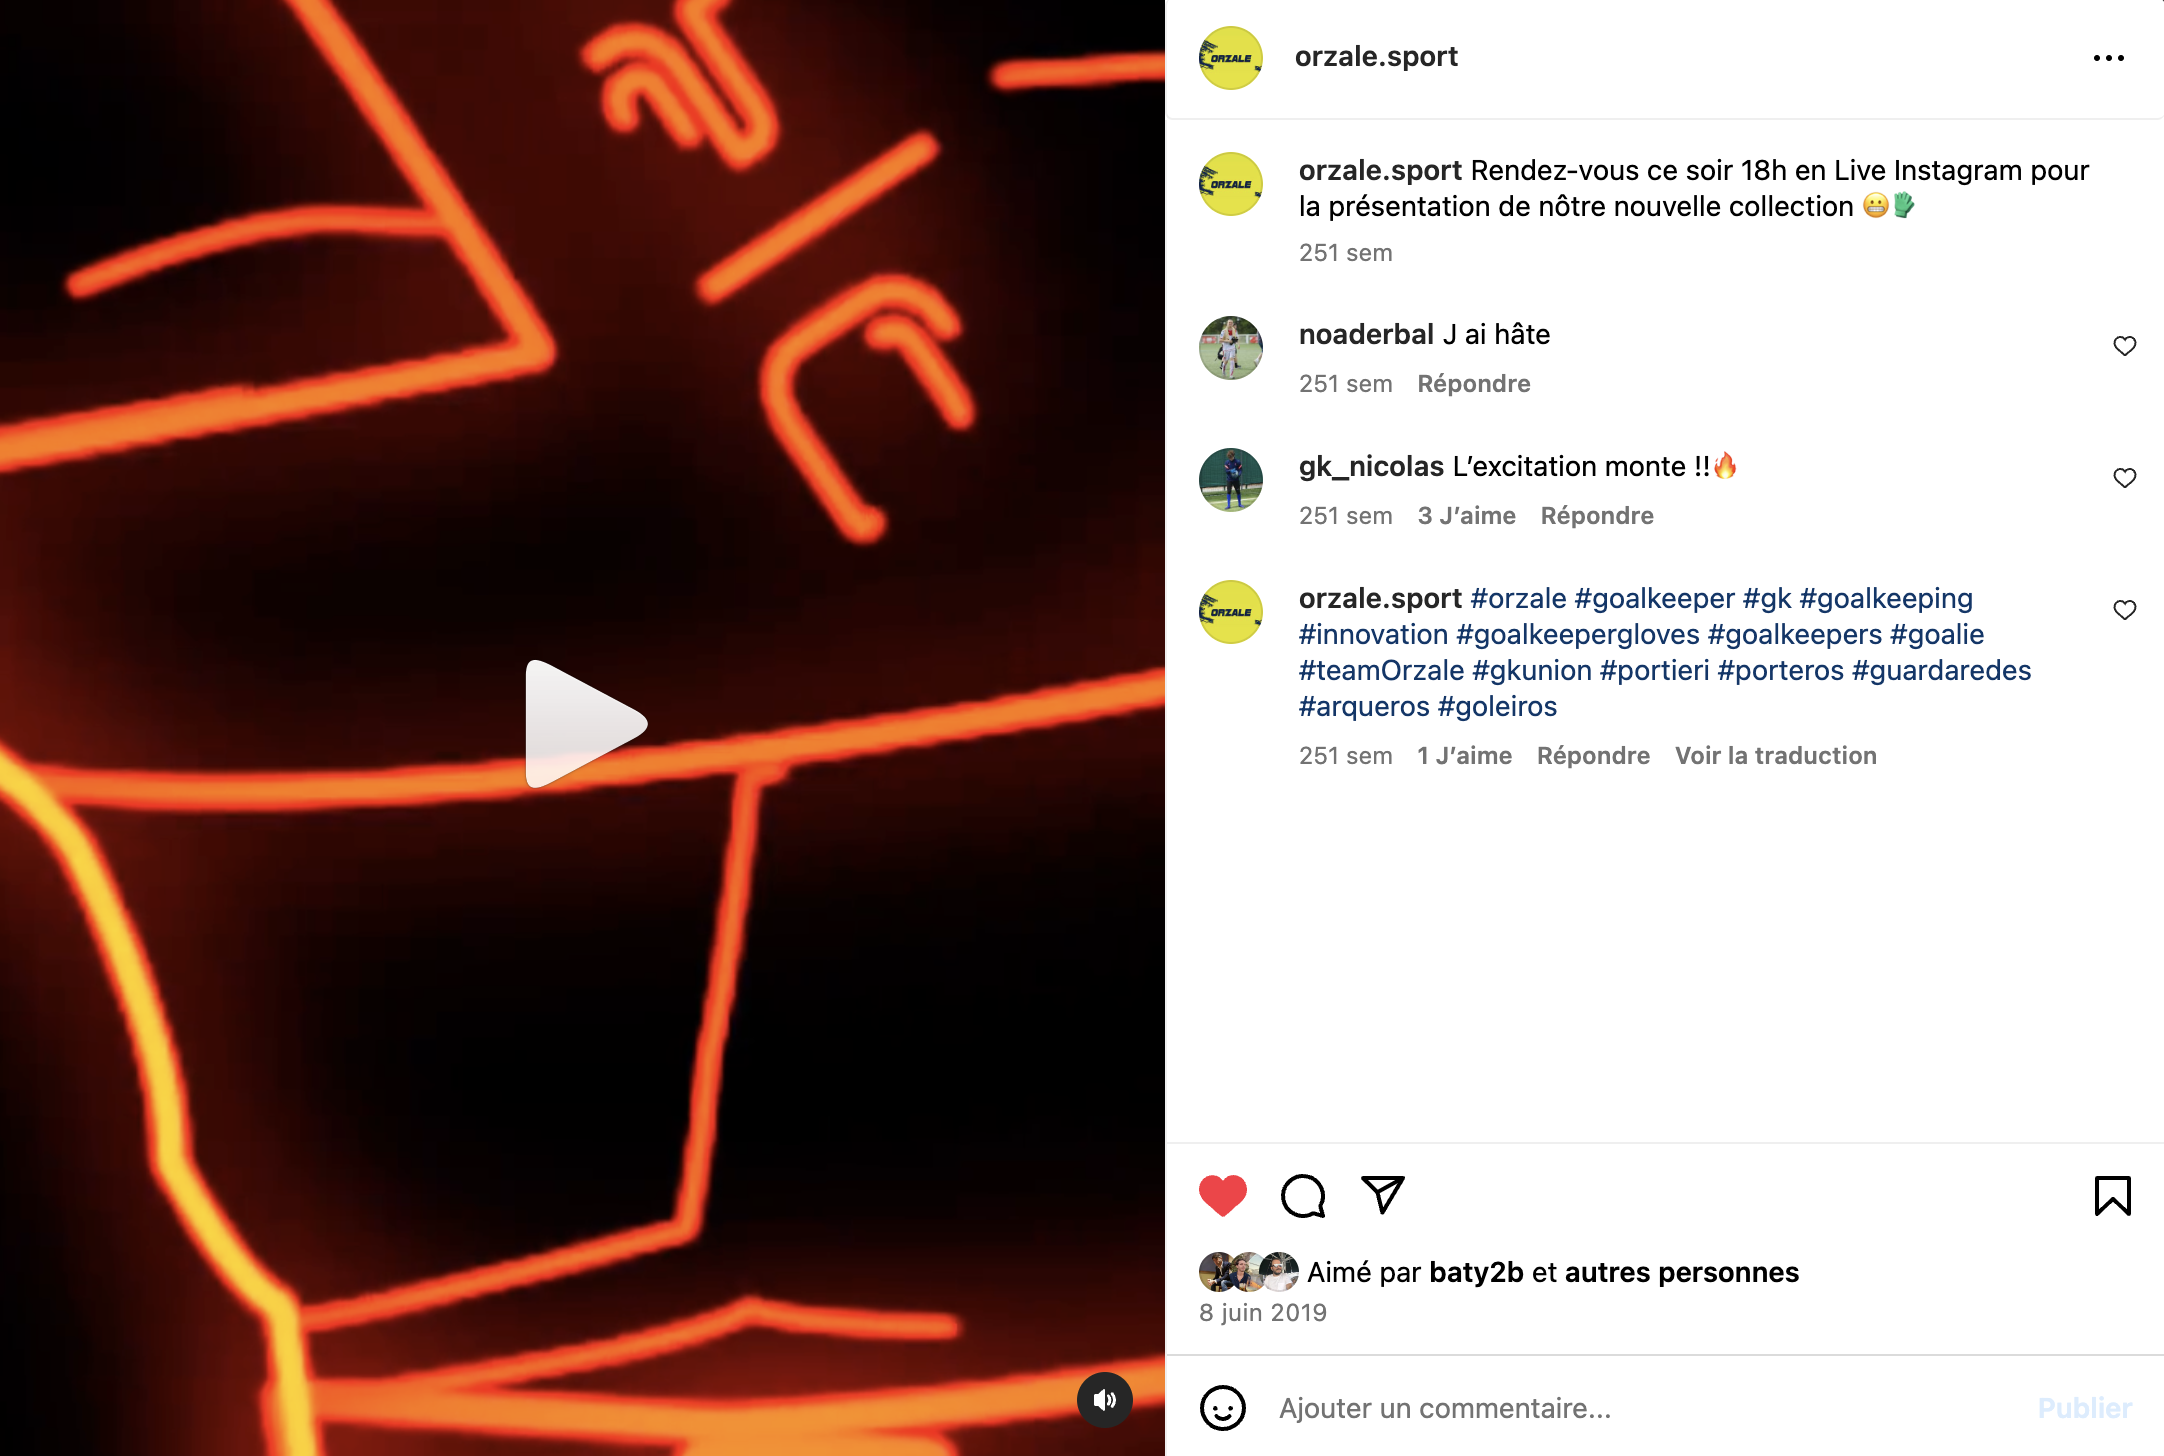 ORZALE
orzale.sport
ORZALE
orzale.sport Rendez-vous ce soir 18h en Live Instagram pour
la présentation de nôtre nouvelle collection 😬🧤
251 sem
noaderbal J ai hâte
251 sem Répondre
gk_nicolas L’excitation monte !!🔥
251 sem 3 J’aime Répondre
ORZALE
orzale.sport #orzale #goalkeeper #gk #goalkeeping
#innovation #goalkeepergloves #goalkeepers #goalie
#teamOrzale #gkunion #portieri #porteros #guardaredes
#arqueros #goleiros
251 sem 1 J’aime Répondre Voir la traduction
Aimé par baty2b et autres personnes
8 juin 2019
Ajouter un commentaire...
Publier